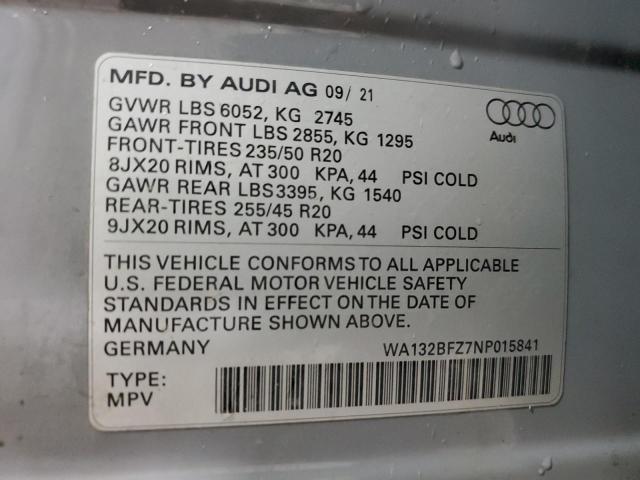 MFD. BY AUDI AG 09/ 21
GVWR LBS 6052, KG 2745
GAWR FRONT LBS 2855, KG 1295
FRONT-TIRES 235/50 R20
8JX20 RIMS, AT 300 KPA, 44 PSI COLD
GAWR REAR LBS3395, KG 1540
REAR-TIRES 255/45 R20
9JX20 RIMS, AT 300 KPA, 44 PSI COLD
Audi
THIS VEHICLE CONFORMS TO ALL APPLICABLE
U.S. FEDERAL MOTOR VEHICLE SAFETY
STANDARDS IN EFFECT ON THE DATE OF
MANUFACTURE SHOWN ABOVE.
GERMANY WA132BFZ7NP015841
TYPE:
MPV